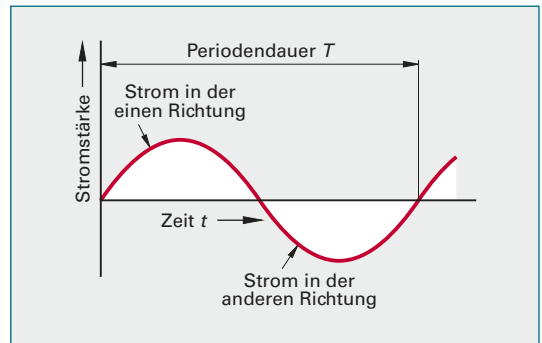 Periodendauer T
Strom in der
einen Richtung
Stromstärke
Zeit t
Strom in der
anderen Richtung